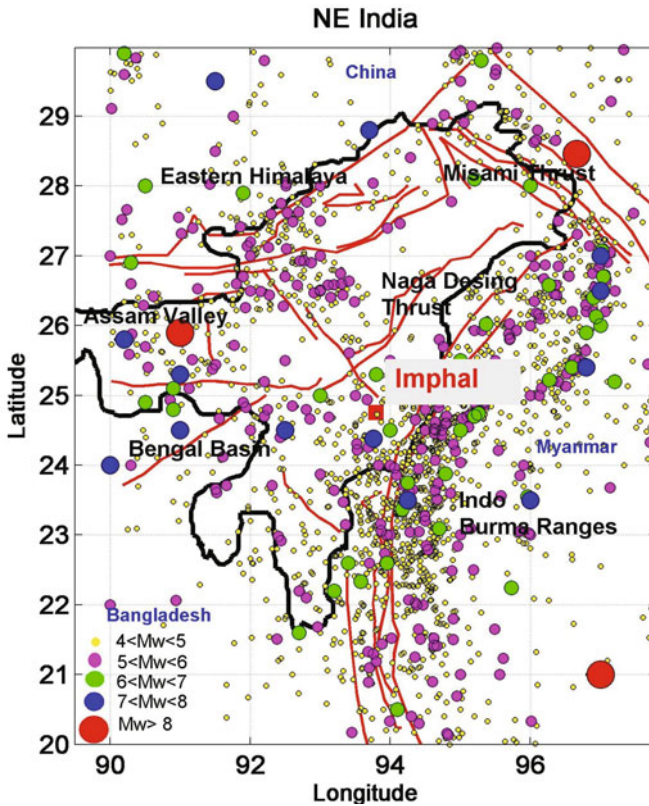 NE India
China
29
Eastern Himalaya
Misami Thrust
28
27
Naga Desing
Thrust
26
Assam Valley
Imphal
25
Latitude
Bengal Basin
Myanmar
24
Indo
Burma Ranges
23
22
Bangladesh
4<Mw<5
5<Mw<6
6<Mw<7
7<Mw<8
Mw> 8
21
20
90 92 94 96
Longitude